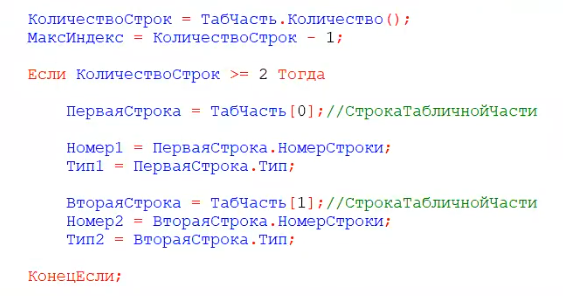 КоличествоСтрок = ТабЧасть.Количество();
МаксИндекс = КоличествоСтрок - 1;
Если КоличествоСтрок >= 2 Тогда
ПерваяСтрока = ТабЧасть[0];//СтрокаТабличнойЧасти
Номер1 = ПерваяСтрока.НомерСтроки;
Тип1 = ПерваяСтрока.Тип;
ВтораяСтрока = ТабЧасть[1];//СтрокаТабличнойЧасти
Номер2 = ВтораяСтрока.НомерСтроки;
Тип2 = ВтораяСтрока.Тип;
КонецЕсли;